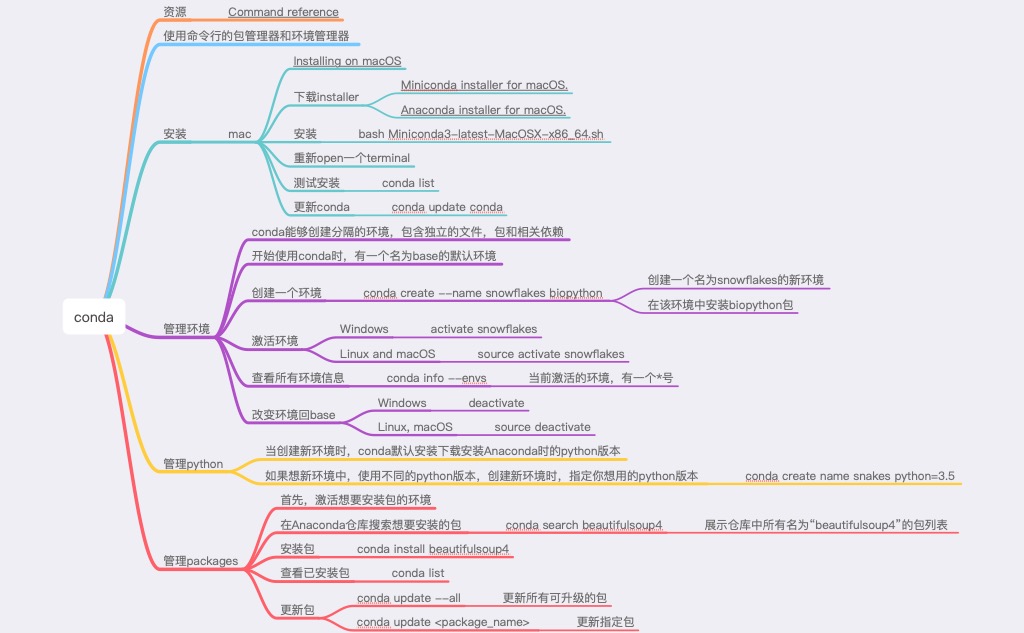 资源
Command reference
使用命令行的包管理器和环境管理器
Installing on macOS
Miniconda installer for macOS.
下载installer
Anaconda installer for macOS.
安装
mac
安装
bash Miniconda3-latest-MacOSX-x86_64.sh
重新open一个terminal
测试安装
conda list
更新conda
conda update conda
conda能够创建分隔的环境，包含独立的文件，包和相关依赖
开始使用conda时，有一个名为base的默认环境
创建一个名为snowflakes的新环境
创建一个环境
conda create --name snowflakes biopython
在该环境中安装biopython包
conda
管理环境
Windows
activate snowflakes
激活环境
Linux and macOS
source activate snowflakes
查看所有环境信息
conda info --envs
当前激活的环境，有一个*号
Windows
deactivate
改变环境回base
Linux, macOS
source deactivate
当创建新环境时，conda默认安装下载安装Anaconda时的python版本
管理python
如果想新环境中，使用不同的python版本，创建新环境时，指定你想用的python版本
conda create name snakes python=3.5
首先，激活想要安装包的环境
在Anaconda仓库搜索想要安装的包
conda search beautifulsoup4
展示仓库中所有名为“beautifulsoup4”的包列表
安装包
conda install beautifulsoup4
管理packages
查看已安装包
conda list
conda update --all
更新所有可升级的包
更新包
conda update <package_name>
更新指定包